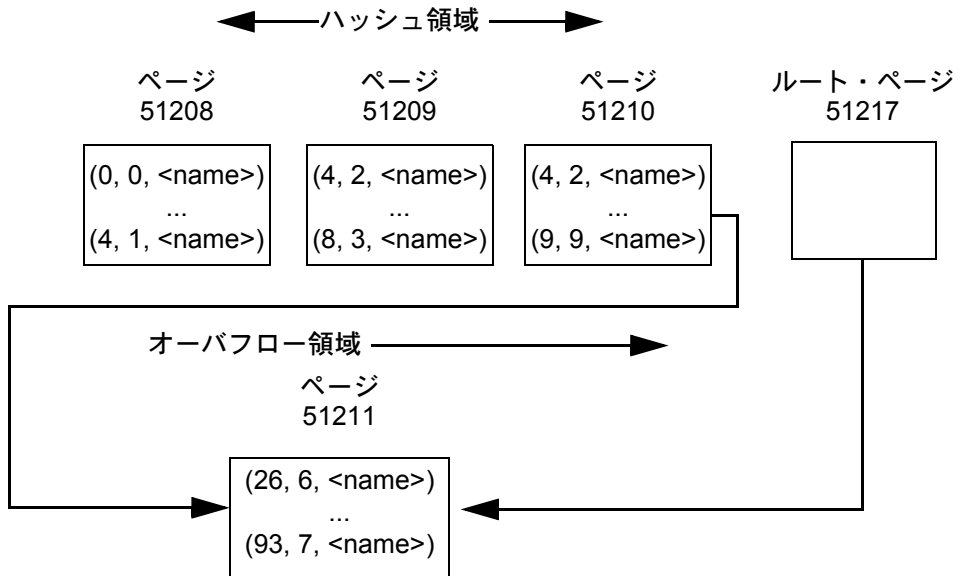 ハッシュ領域
ページ
51208
ページ
51209
ページ
51210
ルート・ページ
51217
(0, 0, <name>)
...
(4, 1, <name>)
(4, 2, <name>)
...
(8, 3, <name>)
(4, 2, <name>)
...
(9, 9, <name>)
オーバフロー領域
ページ
51211
(26, 6, <name>)
...
(93, 7, <name>)